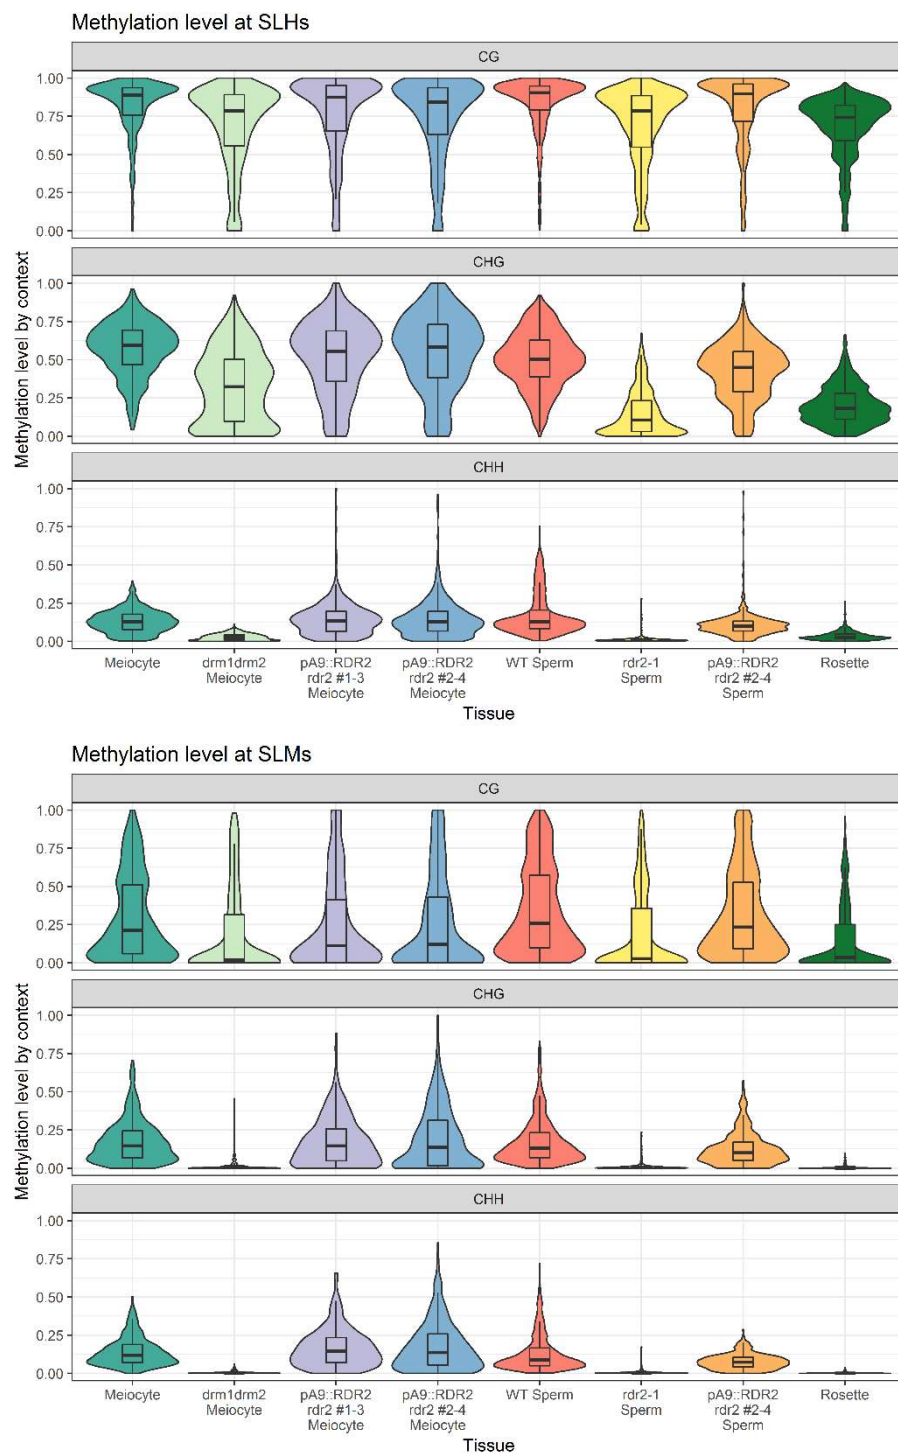 Methylation level at SLHs
CG
1.00
0.75
0.50
0.25
0.00
CHG
1.00
0.75
0.50
0.25
0.00
CHH
1.00
0.75
0.50
0.25
0.00
Methylation level by context
Meiocyte
drm1drm2
Meiocyte
pA9::RDR2
rdr2 #1-3
Meiocyte
pA9::RDR2
rdr2 #2-4
Meiocyte
WT Sperm
rdr2-1
Sperm
pA9::RDR2
rdr2 #2-4
Sperm
Rosette
Tissue
Methylation level at SLMs
CG
1.00
0.75
0.50
0.25
0.00
CHG
1.00
0.75
0.50
0.25
0.00
CHH
1.00
0.75
0.50
0.25
0.00
Methylation level by context
Meiocyte
drm1drm2
Meiocyte
pA9::RDR2
rdr2 #1-3
Meiocyte
pA9::RDR2
rdr2 #2-4
Meiocyte
WT Sperm
rdr2-1
Sperm
pA9::RDR2
rdr2 #2-4
Sperm
Rosette
Tissue